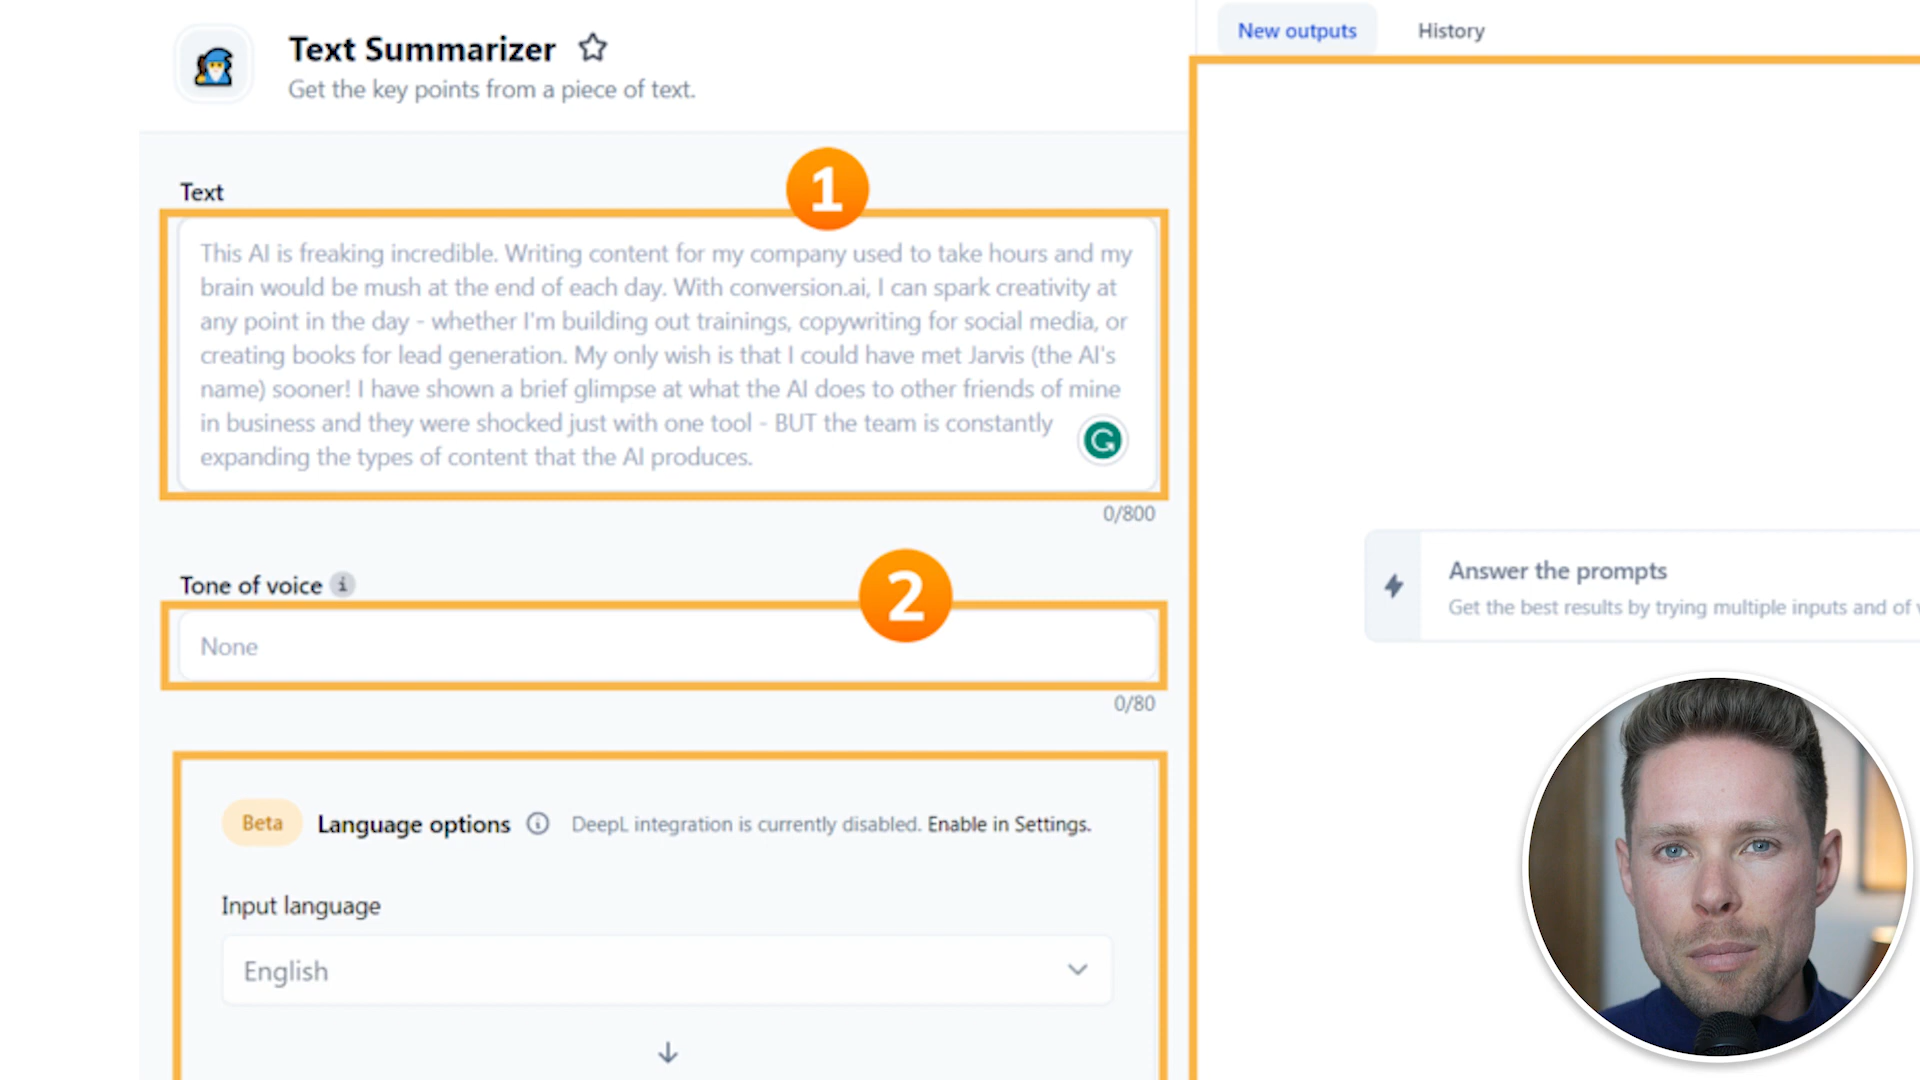 Text Summarizer
Get the key points from a piece of text.
New outputs
History
Text
1
This AI is freaking incredible. Writing content for my company used to take hours and my
brain would be mush at the end of each day. With conversion.ai, I can spark creativity at
any point in the day - whether I'm building out trainings, copywriting for social media, or
creating books for lead generation. My only wish is that I could have met Jarvis (the AI's
name) sooner! I have shown a brief glimpse at what the AI does to other friends of mine
in business and they were shocked just with one tool - BUT the team is constantly
expanding the types of content that the AI produces.
0/800
Tone of voice
2
None
0/80
Answer the prompts
Get the best results by trying multiple inputs and of
Beta
Language options
DeepL integration is currently disabled. Enable in Settings.
Input language
English